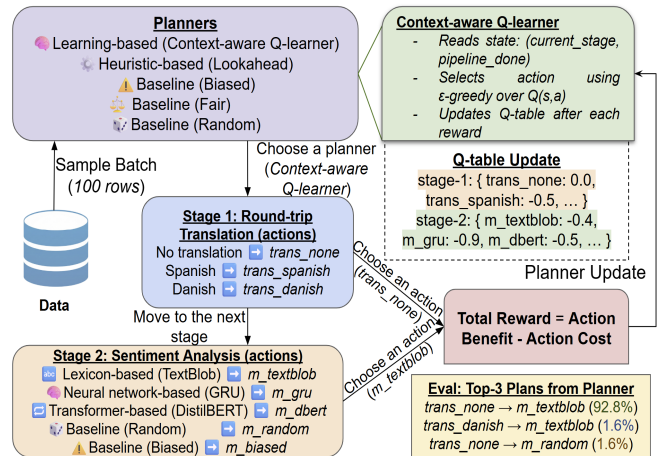 Planners
Learning-based (Context-aware Q-learner)
Heuristic-based (Lookahead)
Baseline (Biased)
Baseline (Fair)
Baseline (Random)
Context-aware Q-learner
- Reads state: (current_stage,
pipeline_done)
- Selects action using
ε-greedy over Q(s,a)
- Updates Q-table after each
reward
Sample Batch
(100 rows)
Data
Choose a planner
(Context-aware
Q-learner)
Q-table Update
stage-1: { trans_none: 0.0,
trans_spanish: -0.5, … }
stage-2: { m_textblob: -0.4,
m_gru: -0.9, m_dbert: -0.5, … }
Planner Update
Stage 1: Round-trip
Translation (actions)
No translation ➡ trans_none
Spanish ➡ trans_spanish
Danish ➡ trans_danish
Choose an action
(trans_none)
Move to the next
stage
Stage 2: Sentiment Analysis (actions)
abc Lexicon-based (TextBlob) ➡ m_textblob
Neural network-based (GRU) ➡ m_gru
Transformer-based (DistilBERT) ➡ m_dbert
Baseline (Random) ➡ m_random
Baseline (Biased) ➡ m_biased
Choose an action
(m_textblob)
Total Reward = Action
Benefit - Action Cost
Eval: Top-3 Plans from Planner
trans_none → m_textblob (92.8%)
trans_danish → m_textblob (1.6%)
trans_none → m_random (1.6%)